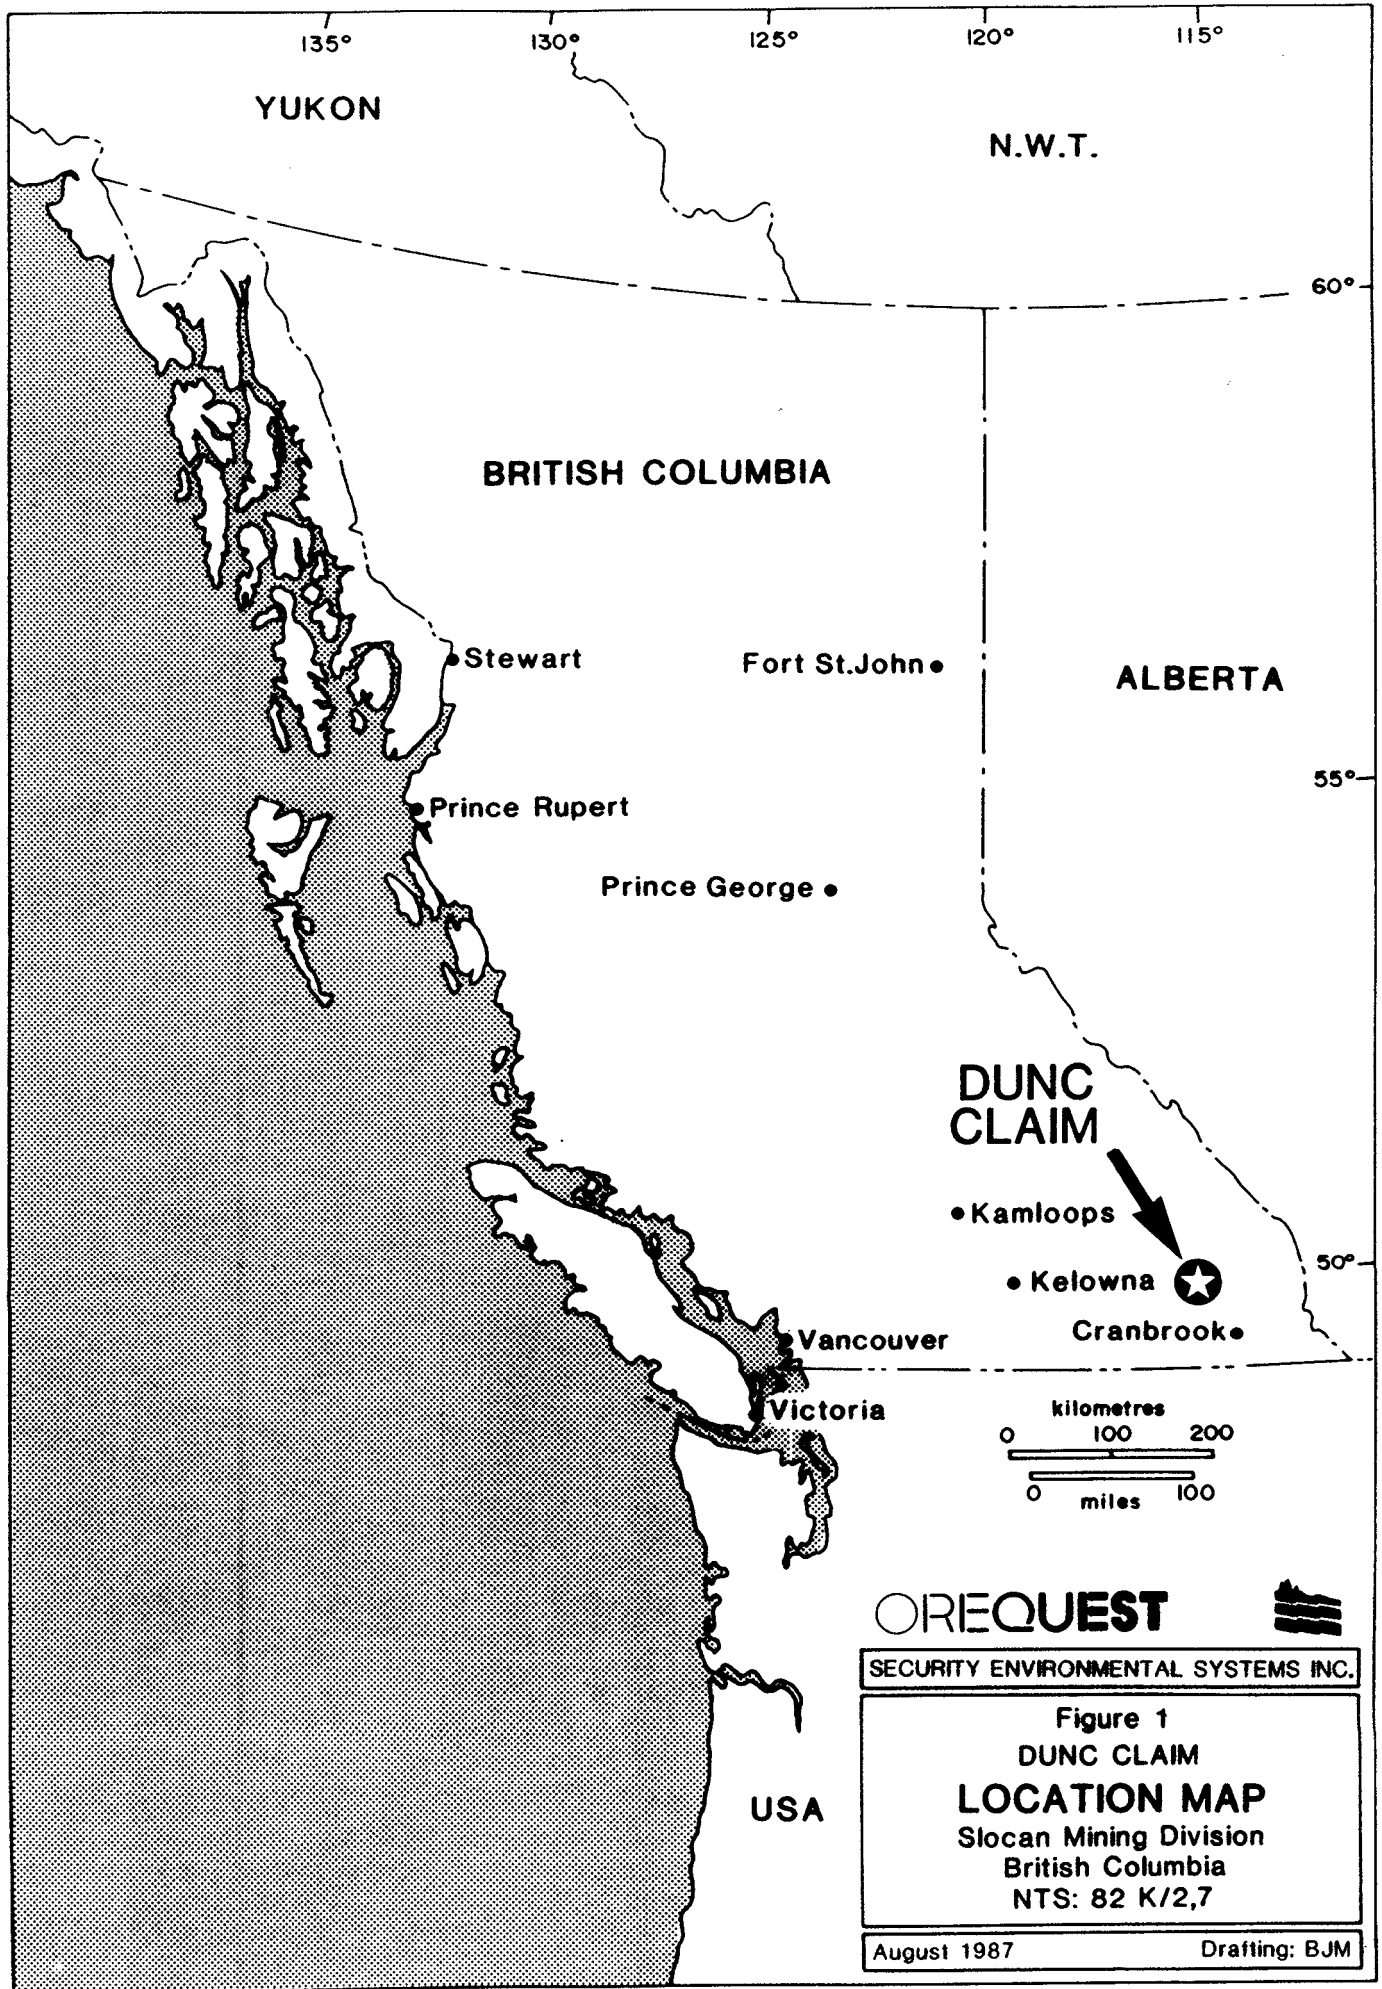 135° 130° 125° 120° 115°
YUKON
N.W.T.
60°
BRITISH COLUMBIA
Stewart
Fort St.John
ALBERTA
55°
Prince Rupert
Prince George
DUNC
CLAIM
Kamloops
50°
Kelowna
Cranbrook
Vancouver
Victoria
kilometres
0 100 200
0 miles 100
OREQUEST
SECURITY ENVIRONMENTAL SYSTEMS INC.
Figure 1
DUNC CLAIM
LOCATION MAP
USA
Slocan Mining Division
British Columbia
NTS: 82 K/2,7
August 1987 Drafting: BJM